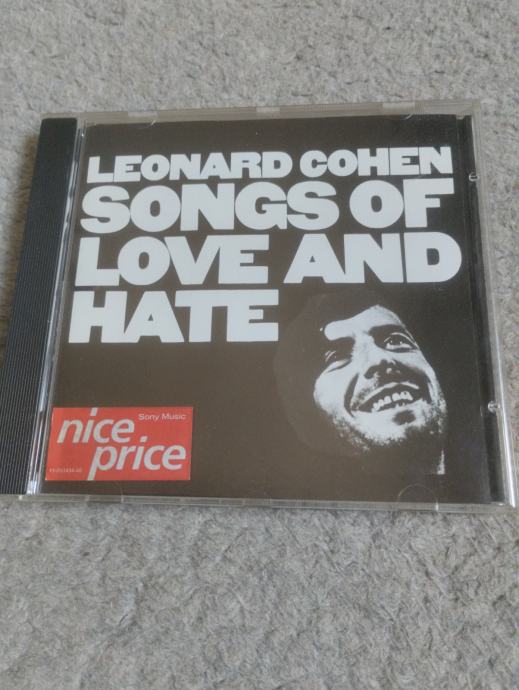 LEONARD COHEN
SONGS OF
LOVE AND
HATE
Sony Music
nice
price